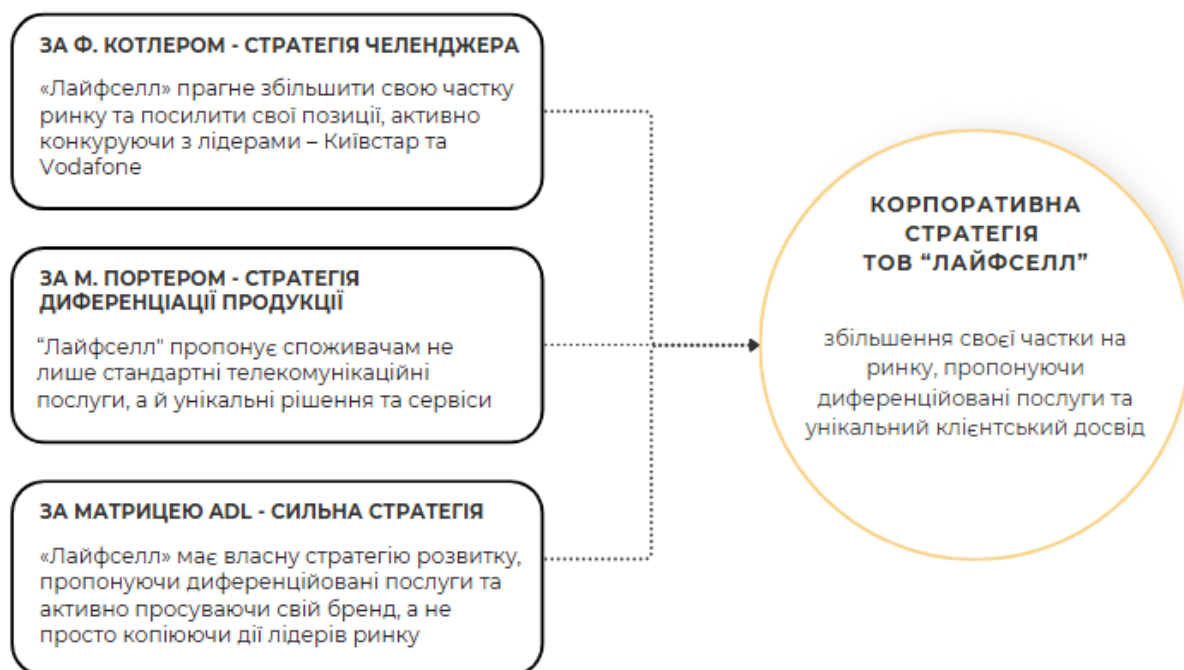 ЗА Ф. КОТЛЕРОМ - СТРАТЕГІЯ ЧЕЛЕНДЖЕРА
«Лайфселл» прагне збільшити свою частку
ринку та посилити свої позиції, активно
конкуруючи з лідерами – Київстар та
Vodafone
ЗА М. ПОРТЕРОМ - СТРАТЕГІЯ
ДИФЕРЕНЦІАЦІЇ ПРОДУКЦІЇ
“Лайфселл" пропонує споживачам не
лише стандартні телекомунікаційні
послуги, а й унікальні рішення та сервіси
ЗА МАТРИЦЕЮ ADL - СИЛЬНА СТРАТЕГІЯ
«Лайфселл» має власну стратегію розвитку,
пропонуючи диференційовані послуги та
активно просуваючи свій бренд, а не
просто копіюючи дії лідерів ринку
КОРПОРАТИВНА
СТРАТЕГІЯ
ТОВ “ЛАЙФСЕЛЛ”
збільшення своєї частки на
ринку, пропонуючи
диференційовані послуги та
унікальний клієнтський досвід